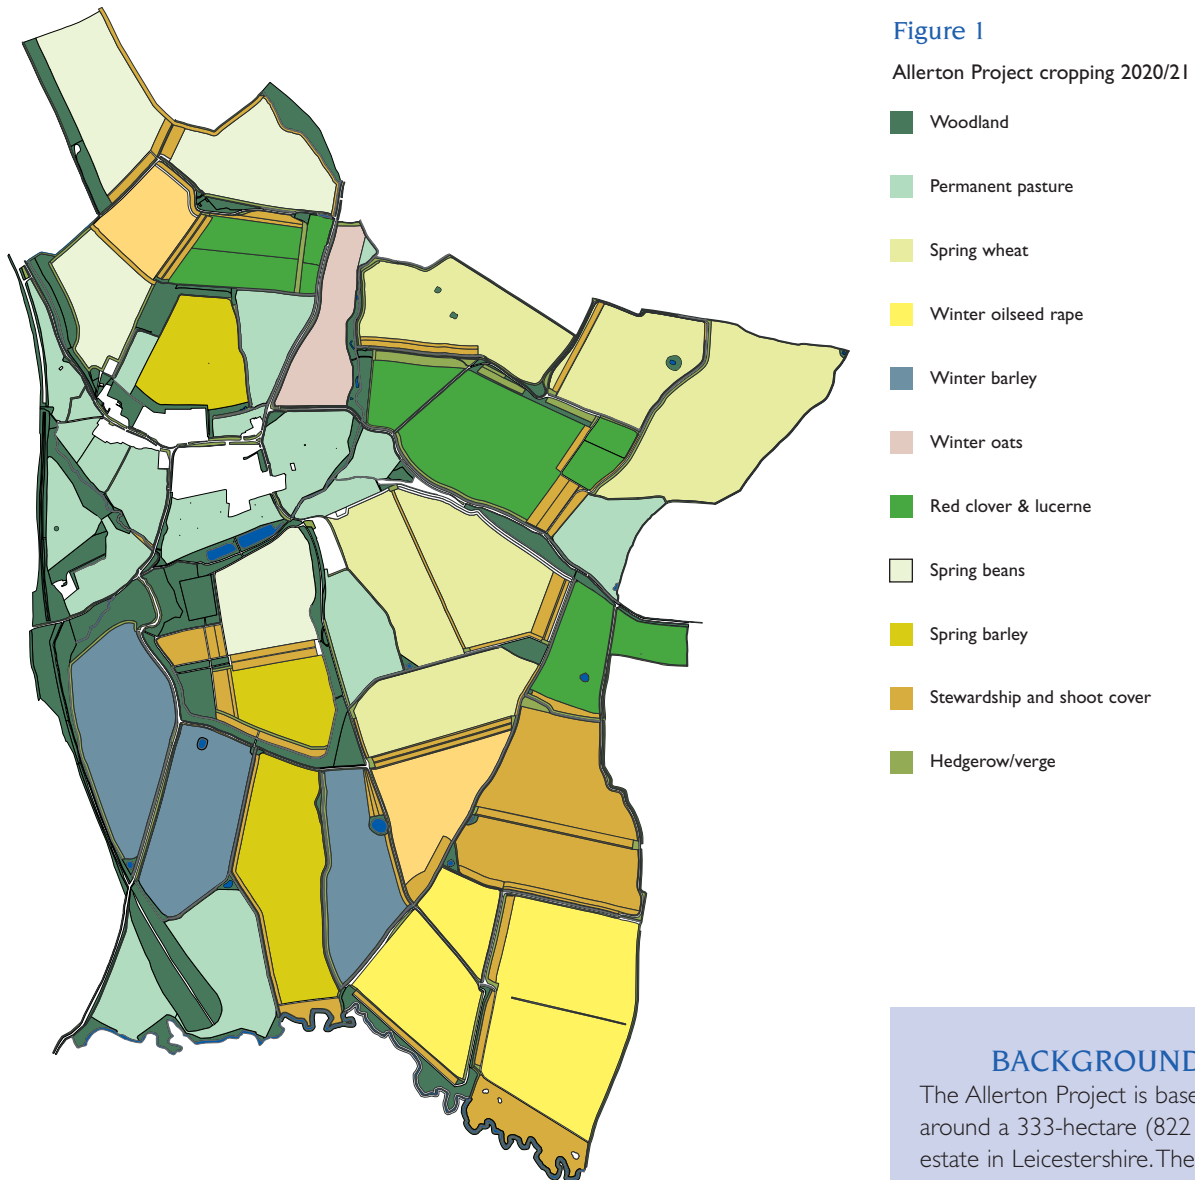 Figure 1
Allerton Project cropping 2020/21
Woodland
Permanent pasture
Spring wheat
Winter oilseed rape
Winter barley
Winter oats
Red clover & lucerne
Spring beans
Spring barley
Stewardship and shoot cover
Hedgerow/verge
BACKGROUND
The Allerton Project is base
around a 333-hectare (822
estate in Leicestershire. The